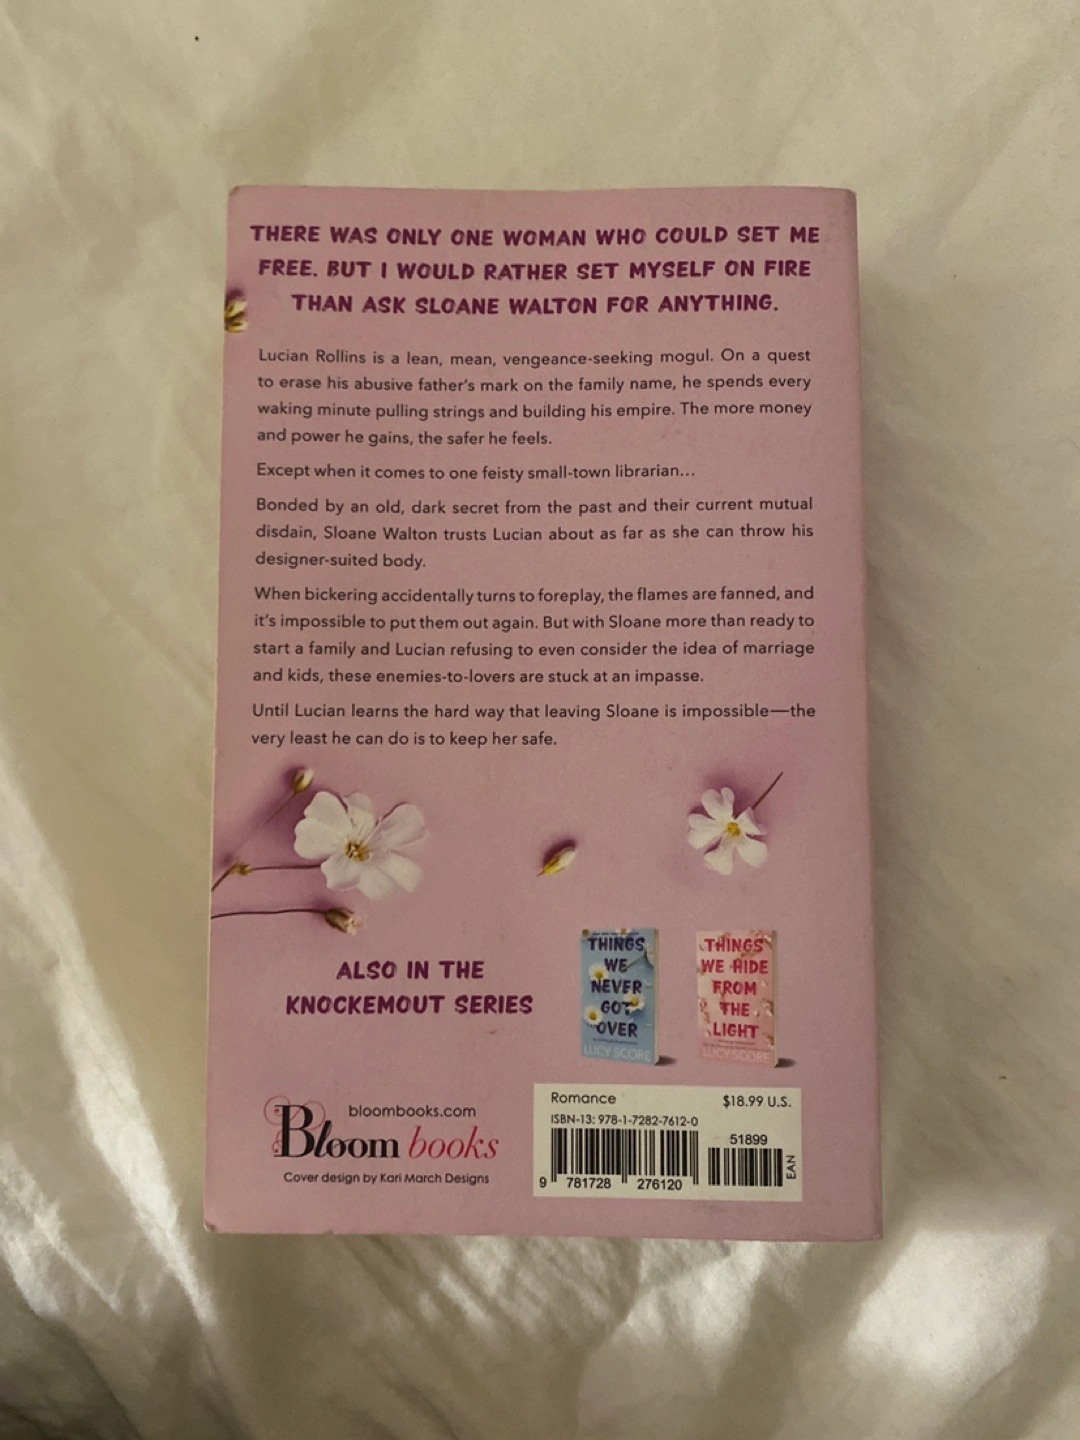 THERE WAS ONLY ONE WOMAN WHO COULD SET ME
FREE. BUT I WOULD RATHER SET MYSELF ON FIRE
THAN ASK SLOANE WALTON FOR ANYTHING.
Lucian Rollins is a lean, mean, vengeance-seeking mogul. On a quest
to erase his abusive father's mark on the family name, he spends every
waking minute pulling strings and building his empire. The more money
and power he gains, the safer he feels.
Except when it comes to one feisty small-town librarian...
Bonded by an old, dark secret from the past and their current mutual
disdain, Sloane Walton trusts Lucian about as far as she can throw his
designer-suited body.
When bickering accidentally turns to foreplay, the flames are fanned, and
it's impossible to put them out again. But with Sloane more than ready to
start a family and Lucian refusing to even consider the idea of marriage
and kids, these enemies-to-lovers are stuck at an impasse.
Until Lucian learns the hard way that leaving Sloane is impossible—the
very least he can do is to keep her safe.
ALSO IN THE
KNOCKEMOUT SERIES
THINGS
WE
NEVER
GOT
OVER
LUCY SCORE
THINGS
WE HIDE
FROM
THE
LIGHT
LUCY SCORE
bloombooks.com
Bloom books
Cover design by Kari March Designs
Romance
$18.99 U.S.
ISBN-13: 978-1-7282-7612-0
51899
EAN
9 781728 276120